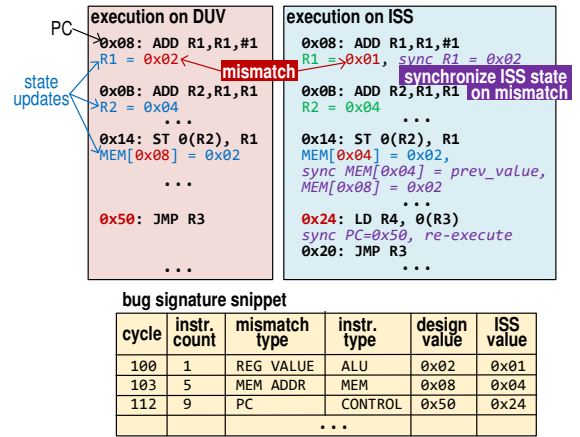 execution on DUV
PC
0x08: ADD R1,R1,#1
R1 = 0x02
mismatch
state
updates
0x0B: ADD R2,R1,R1
R2 = 0x04
...
0x14: ST 0(R2), R1
MEM[0x08] = 0x02
...
0x50: JMP R3
...
execution on ISS
0x08: ADD R1,R1,#1
R1 = 0x01, sync R1 = 0x02
synchronize ISS state
on mismatch
0x0B: ADD R2,R1,R1
R2 = 0x04
...
0x14: ST 0(R2), R1
MEM[0x04] = 0x02,
sync MEM[0x04] = prev_value,
MEM[0x08] = 0x02
...
0x24: LD R4, 0(R3)
sync PC=0x50, re-execute
0x20: JMP R3
...
bug signature snippet
cycle instr. count mismatch type instr. type design value ISS value
100 1 REG VALUE ALU 0x02 0x01
103 5 MEM ADDR MEM 0x08 0x04
112 9 PC CONTROL 0x50 0x24
...